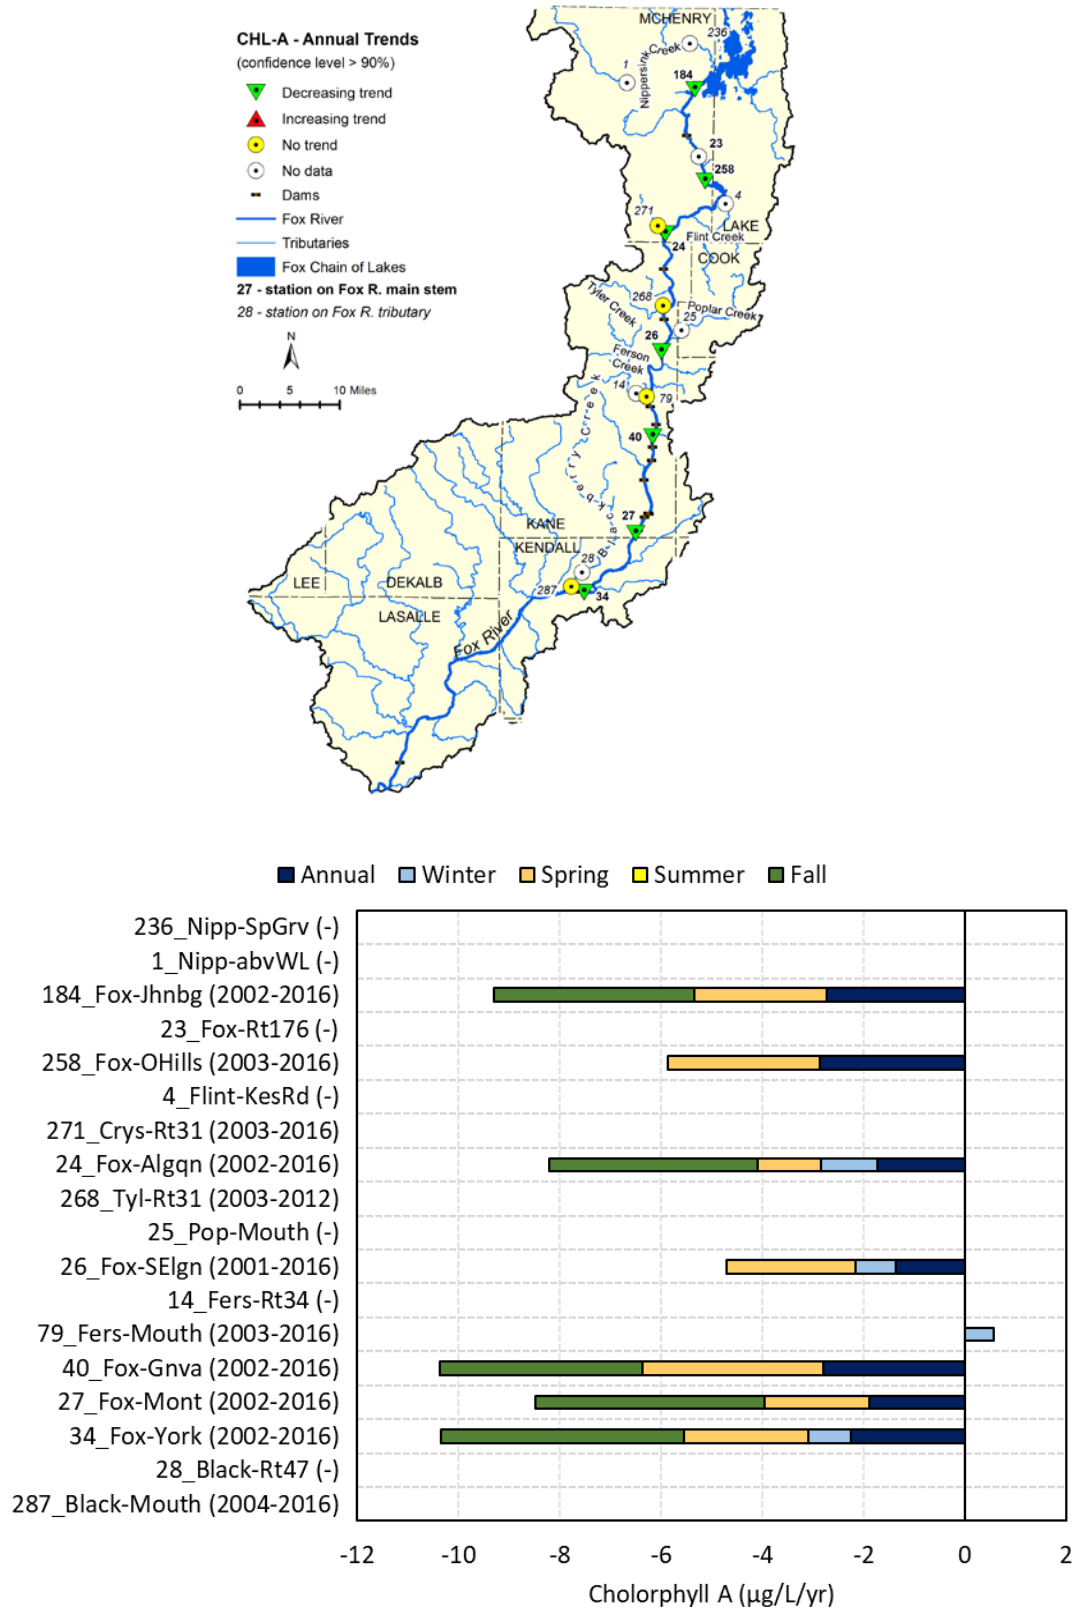 MCHENRY
236
CHL-A - Annual Trends
(confidence level > 90%)
Nippersink Creek
1
184
Decreasing trend
Increasing trend
No trend
No data
Dams
Fox River
Tributaries
Fox Chain of Lakes
27 - station on Fox R. main stem
28 - station on Fox R. tributary
N
0 5 10 Miles
23
258
4
271
LAKE
Flint Creek
24
COOK
268
Tyler Creek
Poplar Creek
25
26
Ferson
Creek
14
79
40
Blackberry Creek
27
KANE
KENDALL
28
LEE
DEKALB
287
34
LASALLE
Fox River
Annual Winter Spring Summer Fall
236_Nipp-SpGrv (-)
1_Nipp-abvWL (-)
184_Fox-Jhnbg (2002-2016)
23_Fox-Rt176 (-)
258_Fox-OHills (2003-2016)
4_Flint-KesRd (-)
271_Crys-Rt31 (2003-2016)
24_Fox-Algqn (2002-2016)
268_Tyl-Rt31 (2003-2012)
25_Pop-Mouth (-)
26_Fox-SElgn (2001-2016)
14_Fers-Rt34 (-)
79_Fers-Mouth (2003-2016)
40_Fox-Gnva (2002-2016)
27_Fox-Mont (2002-2016)
34_Fox-York (2002-2016)
28_Black-Rt47 (-)
287_Black-Mouth (2004-2016)
-12 -10 -8 -6 -4 -2 0 2
Cholorphyll A (µg/L/yr)